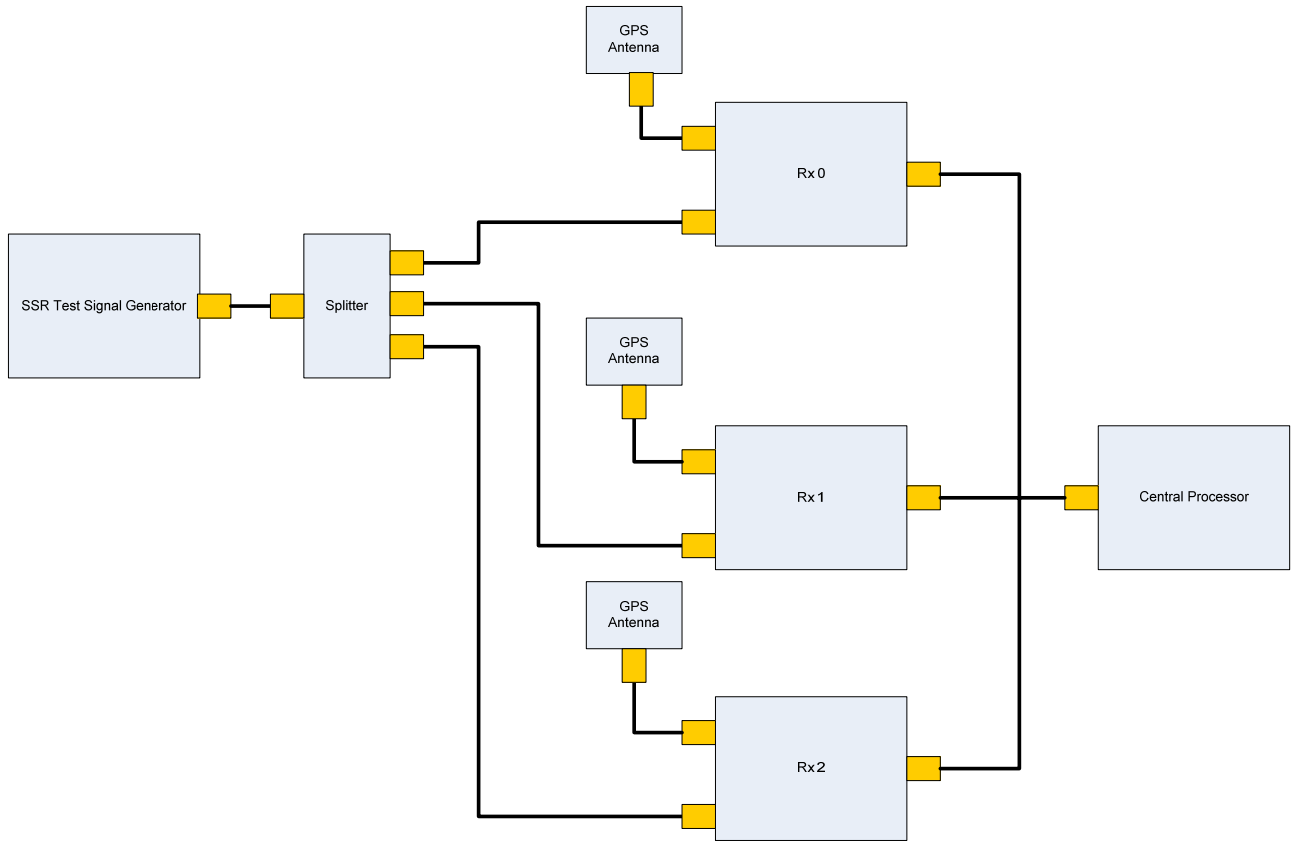 GPS
Antenna
Rx 0
SSR Test Signal Generator
Splitter
GPS
Antenna
Rx 1
Central Processor
GPS
Antenna
Rx 2